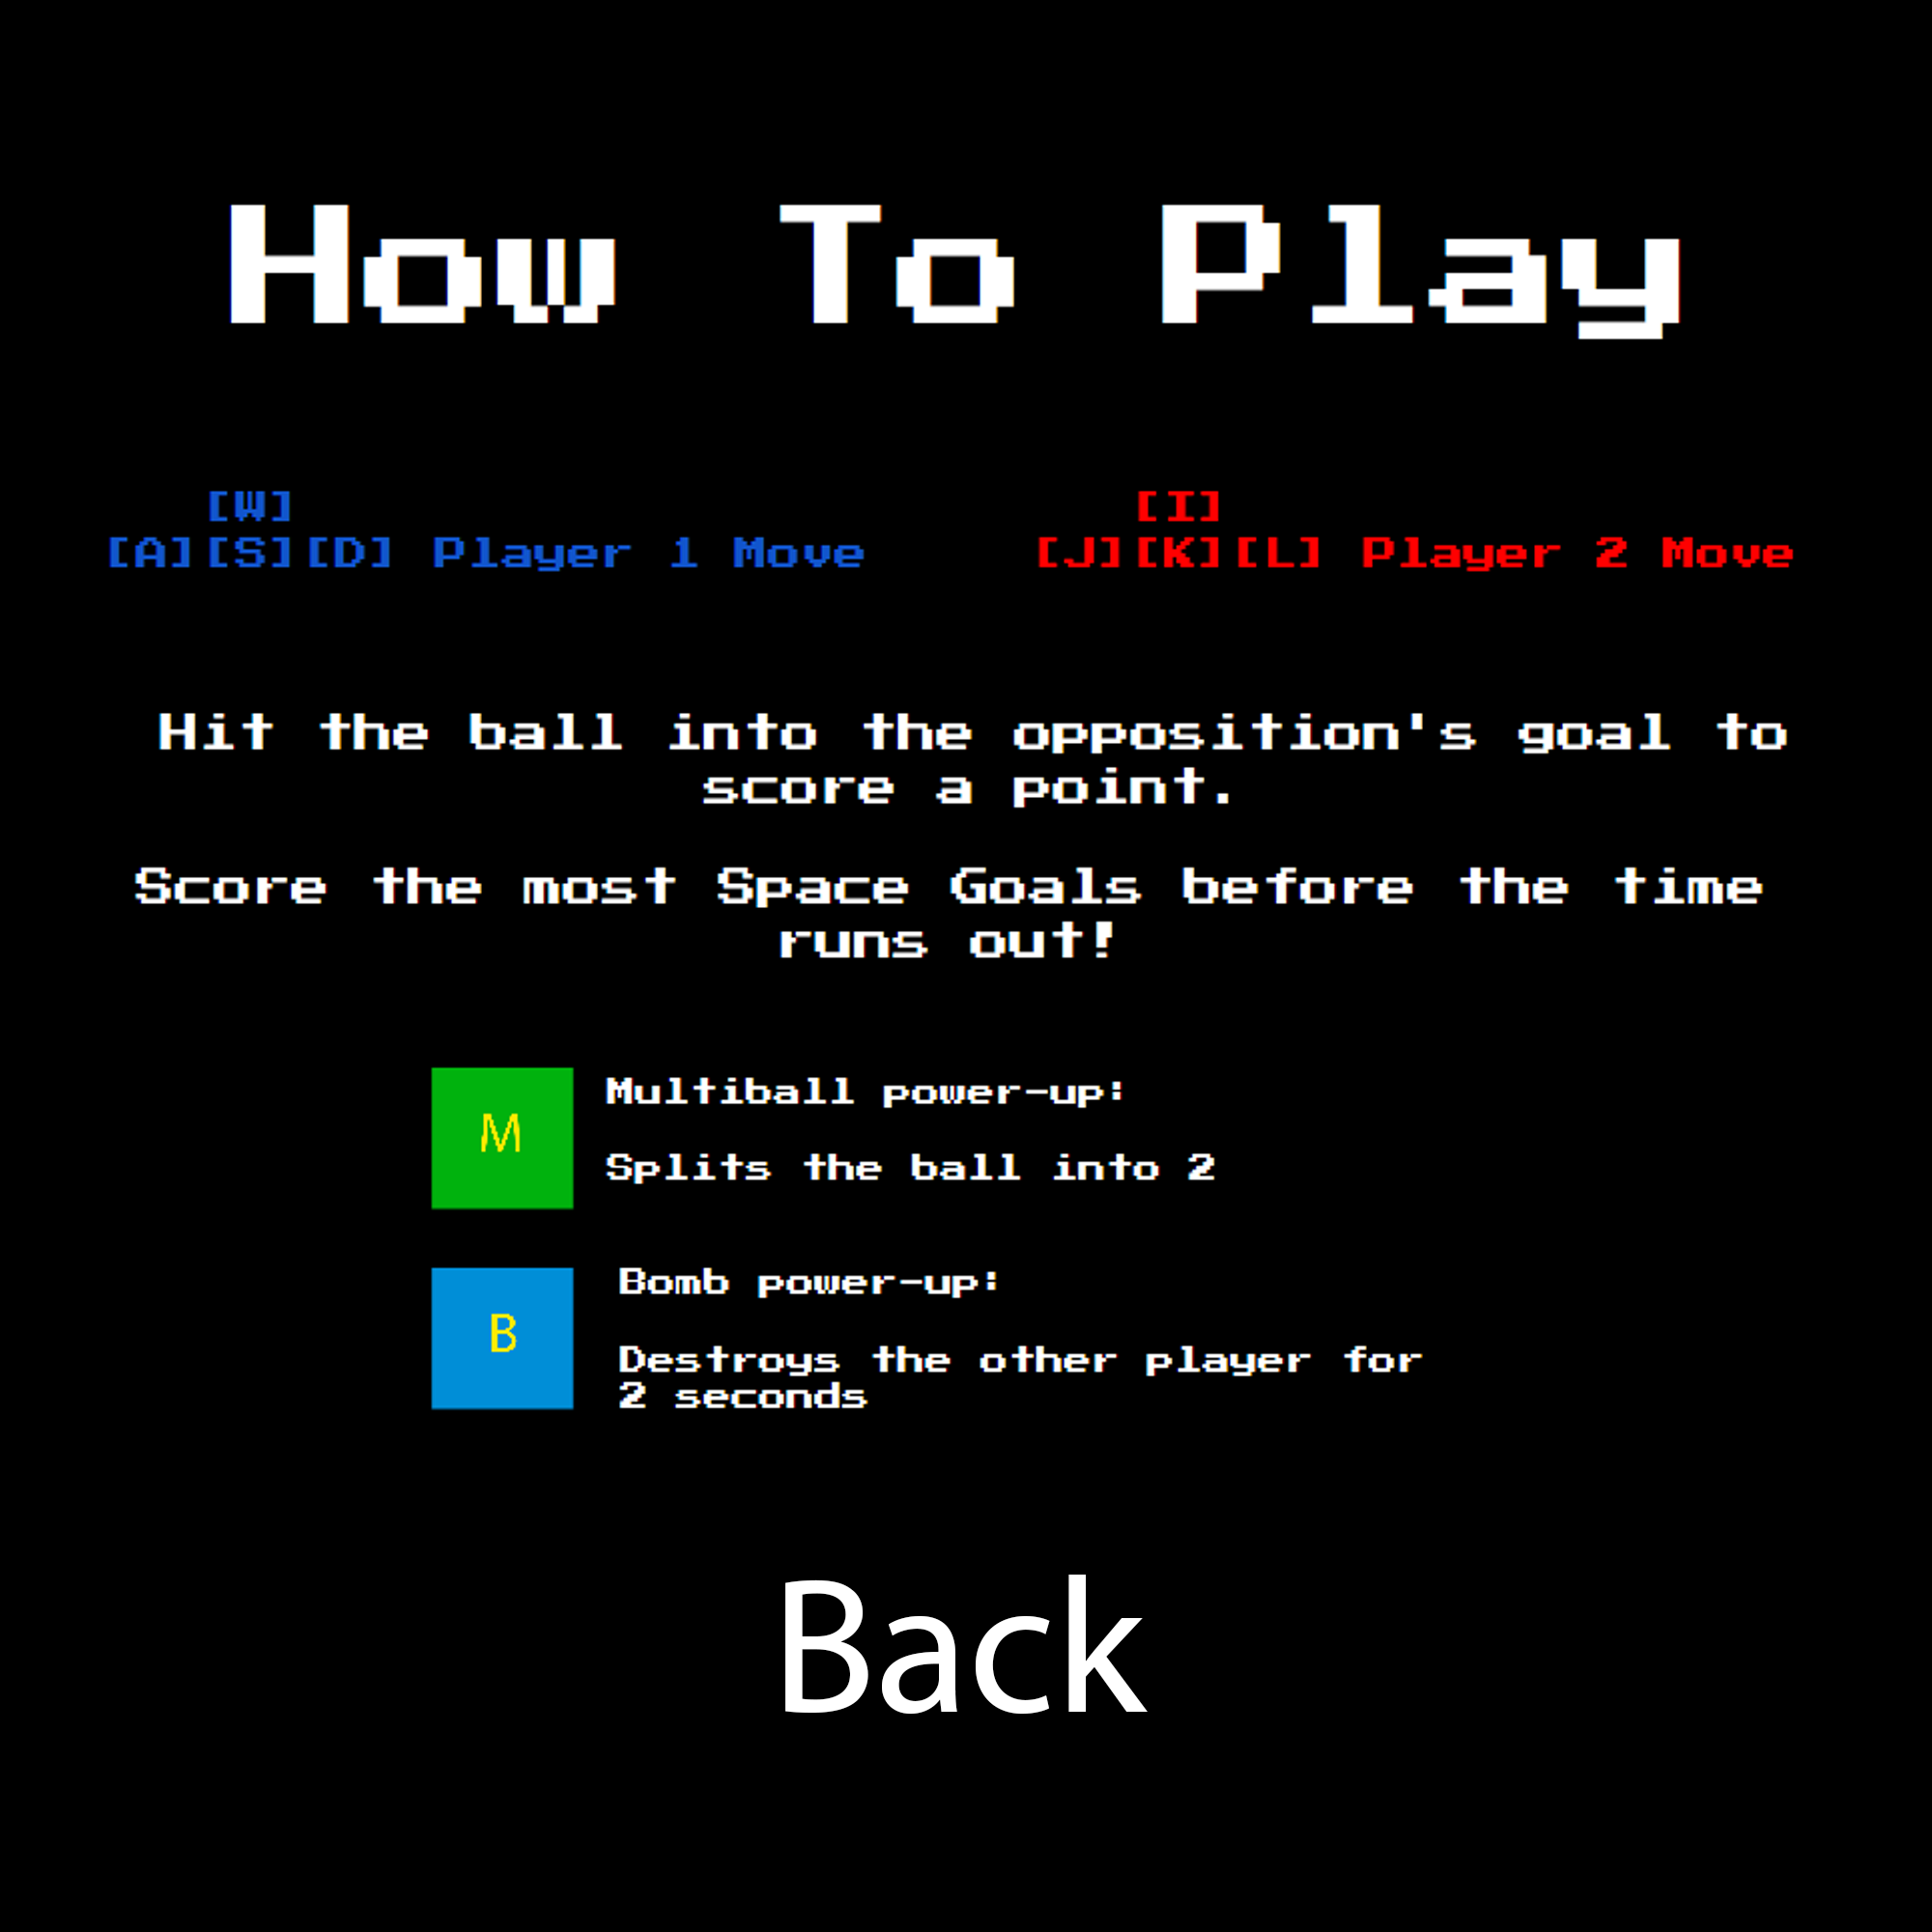 How To Play
[W]
[A][S][D] Player 1 Move
[I]
[J][K][L] Player 2 Move
Hit the ball into the opposition's goal to
score a point.
Score the most Space Goals before the time
runs out!
M
Multiball power-up:
Splits the ball into 2
B
Bomb power-up:
Destroys the other player for
2 seconds
Back